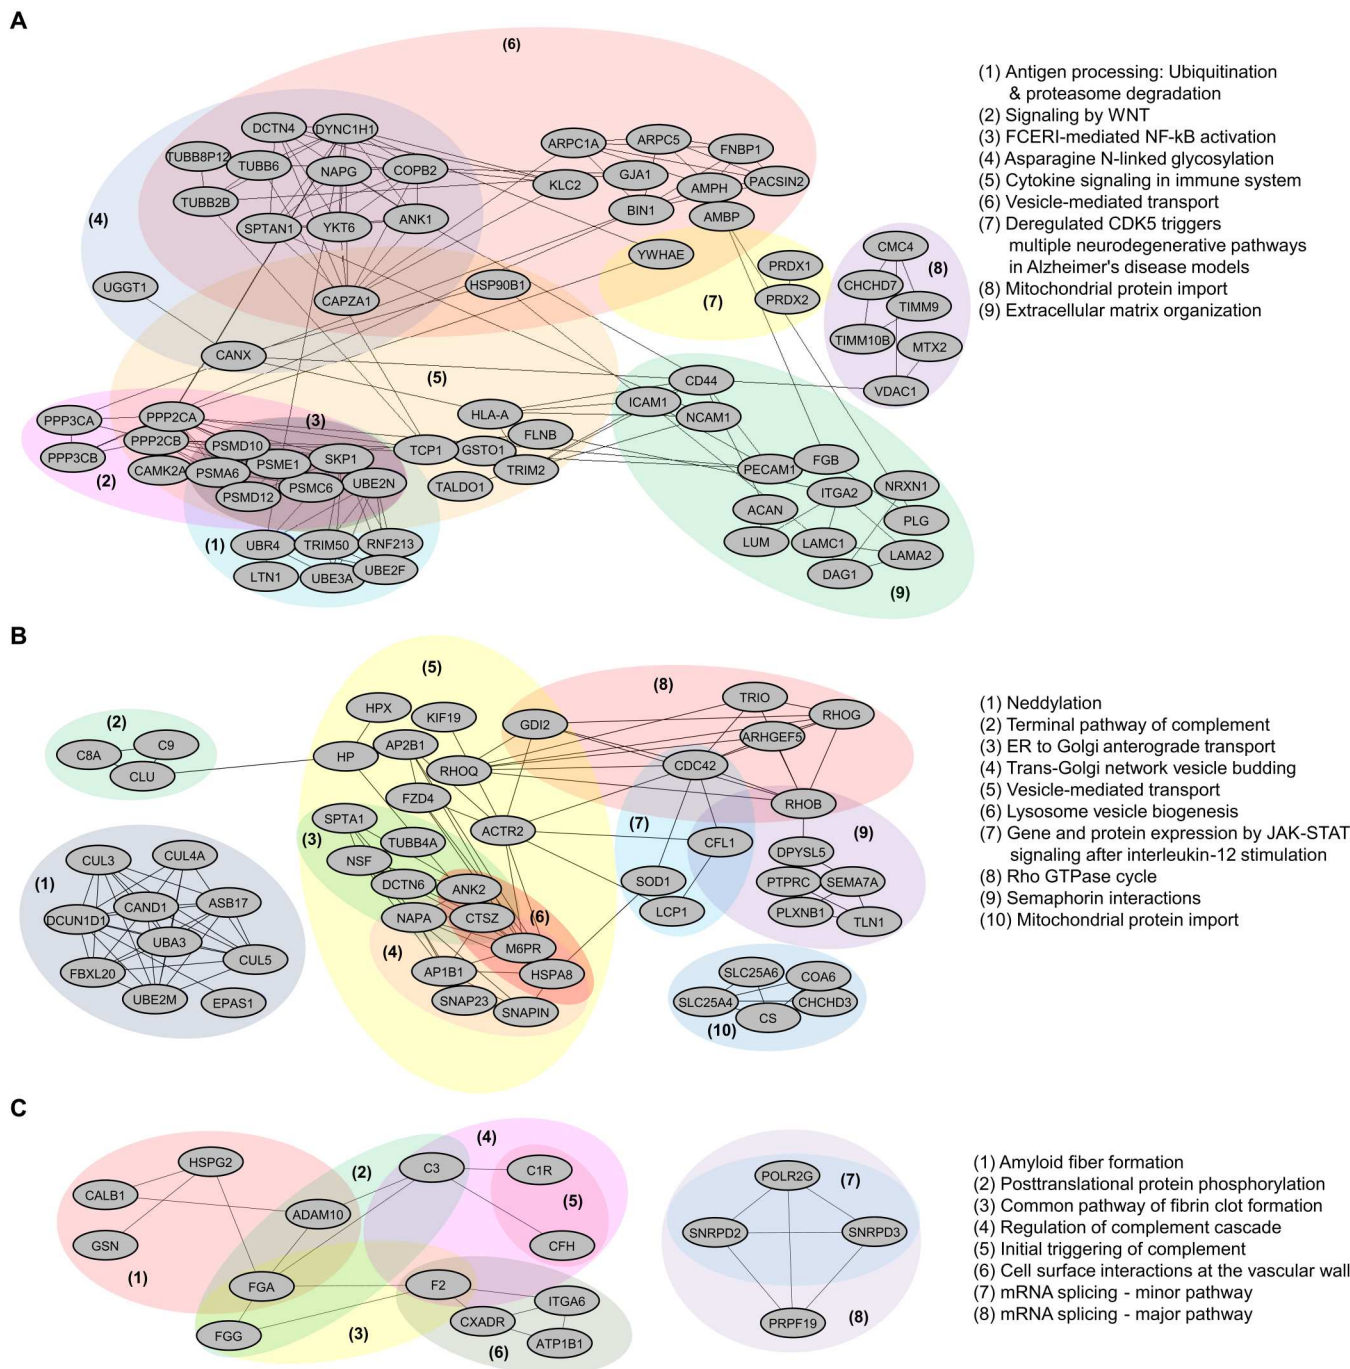 A
(6)
(1) Antigen processing: Ubiquitination
& proteasome degradation
(2) Signaling by WNT
(3) FCERI-mediated NF-kB activation
(4) Asparagine N-linked glycosylation
(5) Cytokine signaling in immune system
(6) Vesicle-mediated transport
(7) Deregulated CDK5 triggers
multiple neurodegenerative pathways
in Alzheimer's disease models
(8) Mitochondrial protein import
(9) Extracellular matrix organization
DCTN4 DYNC1H1
ARPC1A ARPC5 FNBP1
TUBB8P12 TUBB6 NAPG COPB2
KLC2 GJA1 AMPH PACSIN2
TUBB2B
SPTAN1 YKT6 ANK1
BIN1 AMBP
(4)
YWHAE PRDX1
CMC4
(8)
UGGT1 CAPZA1 HSP90B1
(7) PRDX2
CHCHD7 TIMM9
TIMM10B MTX2
CANX
(5)
CD44
VDAC1
PPP3CA PPP2CA (3)
HLA-A ICAM1 NCAM1
PPP2CB PSMD10
FLNB
PPP3CB
TCP1 GSTO1
CAMK2A PSMA6 PSME1 SKP1
TRIM2
PECAM1 FGB
(2)
PSMD12 PSMC6 UBE2N
TALDO1
ITGA2 NRXN1
ACAN PLG
(1) UBR4 TRIM50 RNF213
LUM LAMC1 LAMA2
LTN1 UBE3A UBE2F
DAG1
(9)
B
(5)
(8)
(2)
HPX KIF19
GDI2
TRIO RHOG
C8A C9
CLU
HP AP2B1
RHOQ
ARHGEF5
CDC42
FZD4
RHOB
SPTA1
(3)
TUBB4A
ACTR2
(7)
CFL1
(9)
CUL3 CUL4A
NSF
DPYSL5
(1)
DCTN6 ANK2
SOD1
PTPRC SEMA7A
DCUN1D1 CAND1 ASB17
NAPA CTSZ
(6)
LCP1
PLXNB1 TLN1
UBA3
(4)
M6PR
FBXL20 CUL5
AP1B1 HSPA8
SLC25A6 COA6
UBE2M EPAS1
SNAP23 SNAPIN
SLC25A4 CHCHD3
CS
(10)
(1) Neddylation
(2) Terminal pathway of complement
(3) ER to Golgi anterograde transport
(4) Trans-Golgi network vesicle budding
(5) Vesicle-mediated transport
(6) Lysosome vesicle biogenesis
(7) Gene and protein expression by JAK-STAT
signaling after interleukin-12 stimulation
(8) Rho GTPase cycle
(9) Semaphorin interactions
(10) Mitochondrial protein import
C
(4)
HSPG2
(2)
C3 C1R
(5)
POLR2G
(7)
CALB1
ADAM10
GSN
CFH
SNRPD2 SNRPD3
(1)
FGA F2
ITGA6
FGG
(3)
CXADR
ATP1B1
(6)
PRPF19
(8)
(1) Amyloid fiber formation
(2) Posttranslational protein phosphorylation
(3) Common pathway of fibrin clot formation
(4) Regulation of complement cascade
(5) Initial triggering of complement
(6) Cell surface interactions at the vascular wall
(7) mRNA splicing - minor pathway
(8) mRNA splicing - major pathway